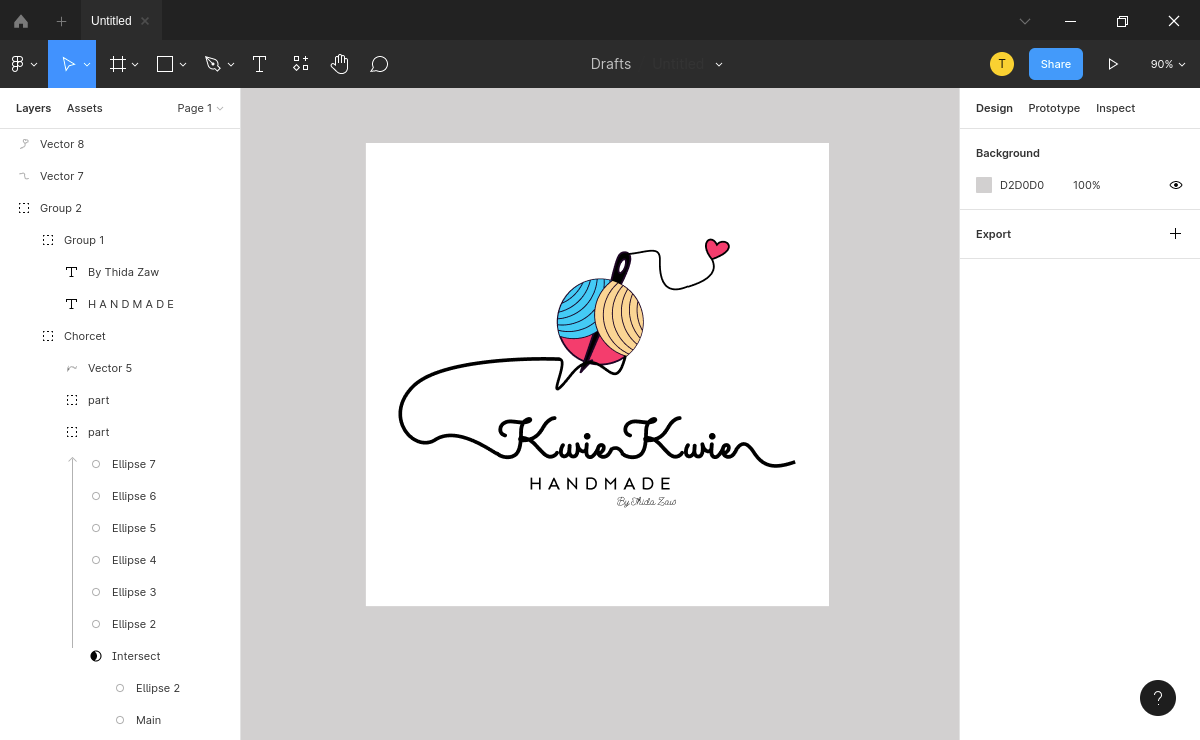 Untitled
Drafts
Untitled
T
Share
90%
Layers
Assets
Page 1
Vector 8
Vector 7
Group 2
Group 1
By Thida Zaw
H A N D M A D E
Chorcet
Vector 5
part
part
Ellipse 7
Ellipse 6
Ellipse 5
Ellipse 4
Ellipse 3
Ellipse 2
Intersect
Ellipse 2
Main
Kwie Kwie
HANDMADE
By Thida Zaw
Design
Prototype
Inspect
Background
D2D0D0
100%
Export
?